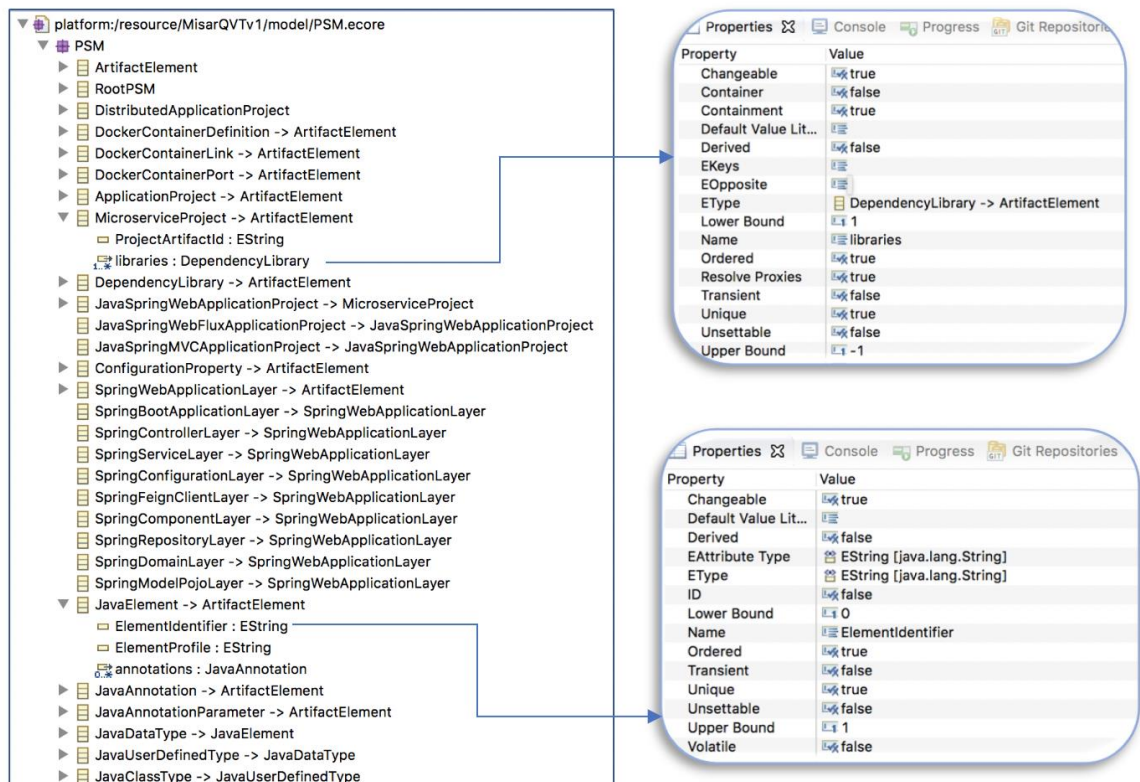 platform:/resource/MisarQVTv1/model/PSM.ecore
PSM
ArtifactElement
RootPSM
DistributedApplicationProject
DockerContainerDefinition -> ArtifactElement
DockerContainerLink -> ArtifactElement
DockerContainerPort -> ArtifactElement
ApplicationProject -> ArtifactElement
MicroserviceProject -> ArtifactElement
ProjectArtifactId : EString
1..* libraries : DependencyLibrary
DependencyLibrary -> ArtifactElement
JavaSpringWebApplicationProject -> MicroserviceProject
JavaSpringWebFluxApplicationProject -> JavaSpringWebApplicationProject
JavaSpringMVCApplicationProject -> JavaSpringWebApplicationProject
ConfigurationProperty -> ArtifactElement
SpringWebApplicationLayer -> ArtifactElement
SpringBootApplicationLayer -> SpringWebApplicationLayer
SpringControllerLayer -> SpringWebApplicationLayer
SpringServiceLayer -> SpringWebApplicationLayer
SpringConfigurationLayer -> SpringWebApplicationLayer
SpringFeignClientLayer -> SpringWebApplicationLayer
SpringComponentLayer -> SpringWebApplicationLayer
SpringRepositoryLayer -> SpringWebApplicationLayer
SpringDomainLayer -> SpringWebApplicationLayer
SpringModelPojoLayer -> SpringWebApplicationLayer
JavaElement -> ArtifactElement
ElementIdentifier : EString
ElementProfile : EString
0..* annotations : JavaAnnotation
JavaAnnotation -> ArtifactElement
JavaAnnotationParameter -> ArtifactElement
JavaDataType -> JavaElement
JavaUserDefinedType -> JavaDataType
JavaClassType -> JavaUserDefinedType
Properties Console Progress Git
Property Value
Changeable true
Container false
Containment true
Default Value Lit...
Derived false
EKeys
EOpposite
EType DependencyLibrary -> ArtifactElement
Lower Bound 1
Name libraries
Ordered true
Resolve Proxies true
Transient false
Unique true
Unsettable false
Upper Bound -1
Properties Console Progress Git Repositories
Property Value
Changeable true
Default Value Lit...
Derived false
EAttribute Type EString [java.lang.String]
EType EString [java.lang.String]
ID false
Lower Bound 0
Name ElementIdentifier
Ordered true
Transient false
Unique true
Unsettable false
Upper Bound 1
Volatile false